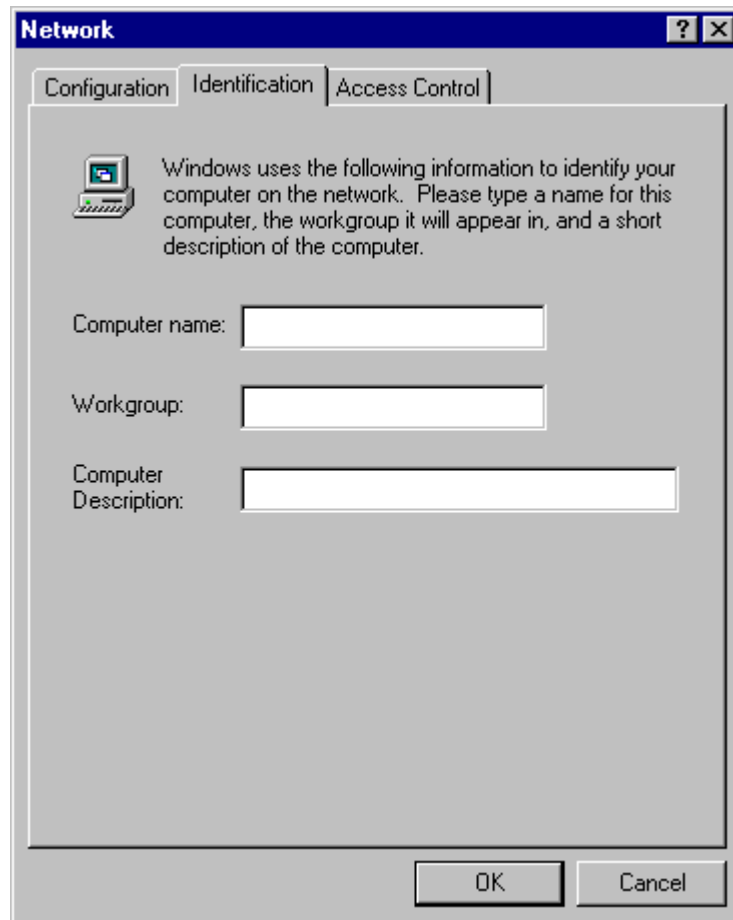 Network
Configuration
Identification
Access Control
Windows uses the following information to identify your
computer on the network.  Please type a name for this
computer, the workgroup it will appear in, and a short
description of the computer.
Computer name:
Workgroup:
Computer
Description:
OK
Cancel